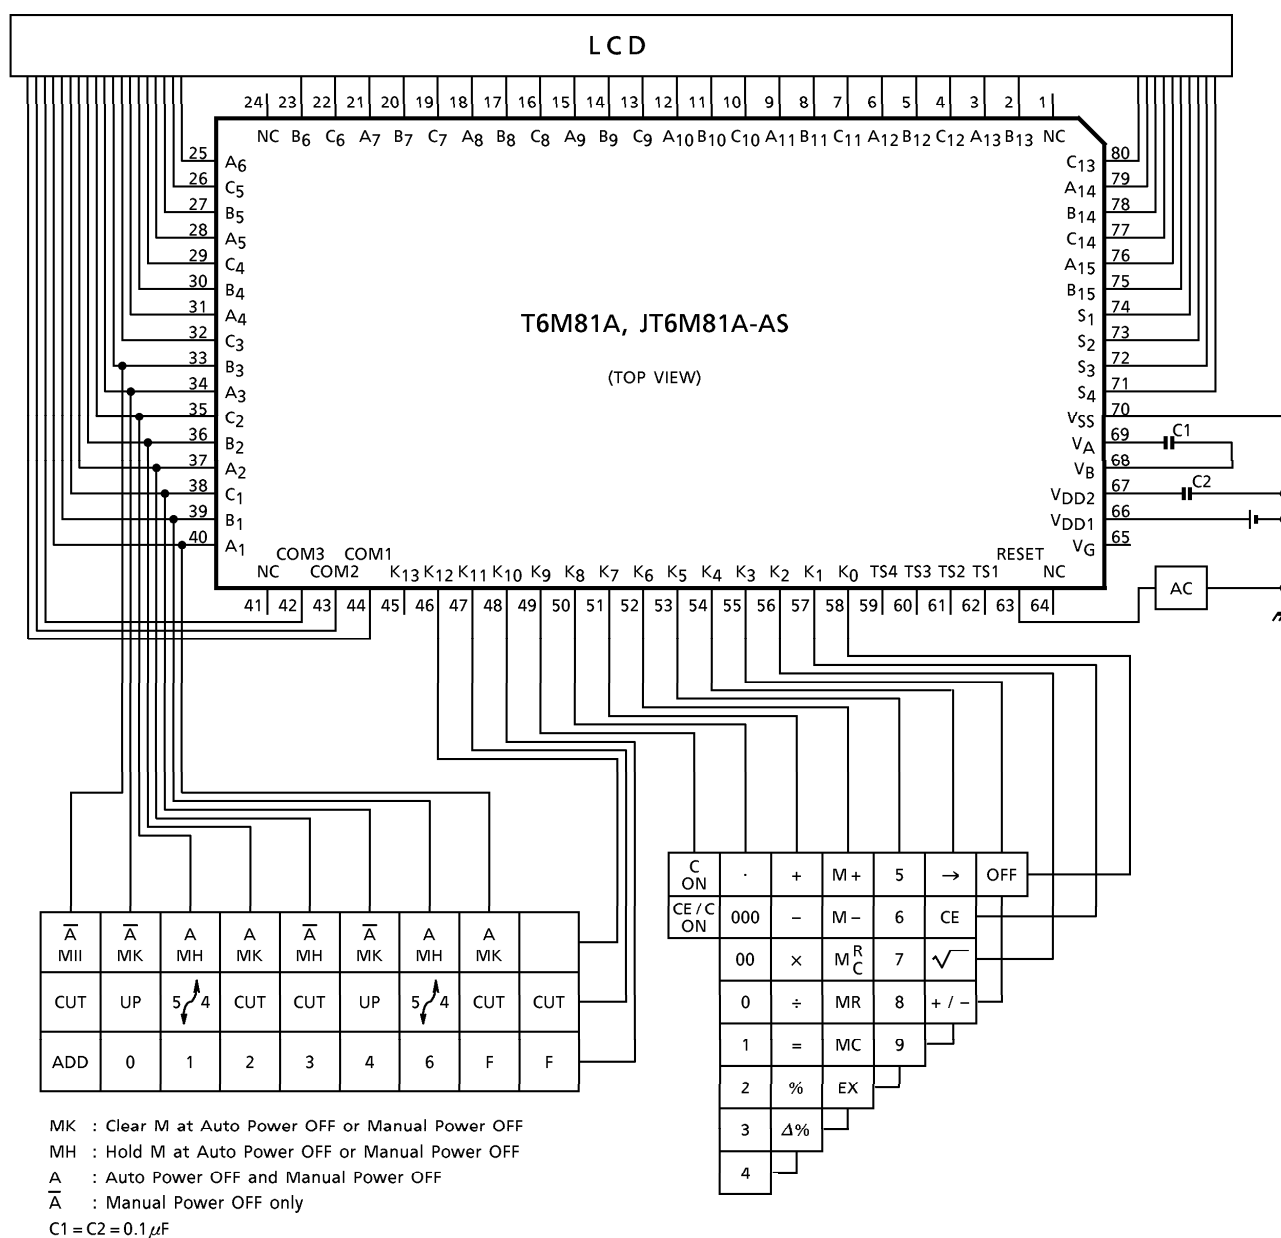 LCD
24 23 22 21 20 19 18 17 16 15 14 13 12 11 10 9 8 7 6 5 4 3 2 1
NC B6 C6 A7 B7 C7 A8 B8 C8 A9 B9 C9 A10 B10 C10 A11 B11 C11 A12 B12 C12 A13 B13 NC
25 A6
26 C5
27 B5
28 A5
29 C4
30 B4
31 A4
32 C3
33 B3
34 A3
35 C2
36 B2
37 A2
38 C1
39 B1
40 A1
C13 80
A14 79
B14 78
C14 77
A15 76
B15 75
S1 74
S2 73
S3 72
S4 71
VSS 70
VA 69 C1
VB 68
VDD2 67 C2
VDD1 66
VG 65
T6M81A, JT6M81A-AS
(TOP VIEW)
COM3 COM1 RESET
NC COM2 K13 K12 K11 K10 K9 K8 K7 K6 K5 K4 K3 K2 K1 K0 TS4 TS3 TS2 TS1 NC
41 42 43 44 45 46 47 48 49 50 51 52 53 54 55 56 57 58 59 60 61 62 63 64
AC
C ON · + M+ 5 → OFF
CE/C ON 000 − M− 6 CE
00 × M R C 7 √
0 ÷ MR 8 +/−
1 = MC 9
2 % EX
3 Δ%
4
A̅ A̅ A A A̅ A̅ A A
MII MK MH MK MH MK MH MK
CUT UP 5 4 CUT CUT UP 5 4 CUT CUT
ADD 0 1 2 3 4 6 F F
MK : Clear M at Auto Power OFF or Manual Power OFF
MH : Hold M at Auto Power OFF or Manual Power OFF
A : Auto Power OFF and Manual Power OFF
A̅ : Manual Power OFF only
C1=C2=0.1μF